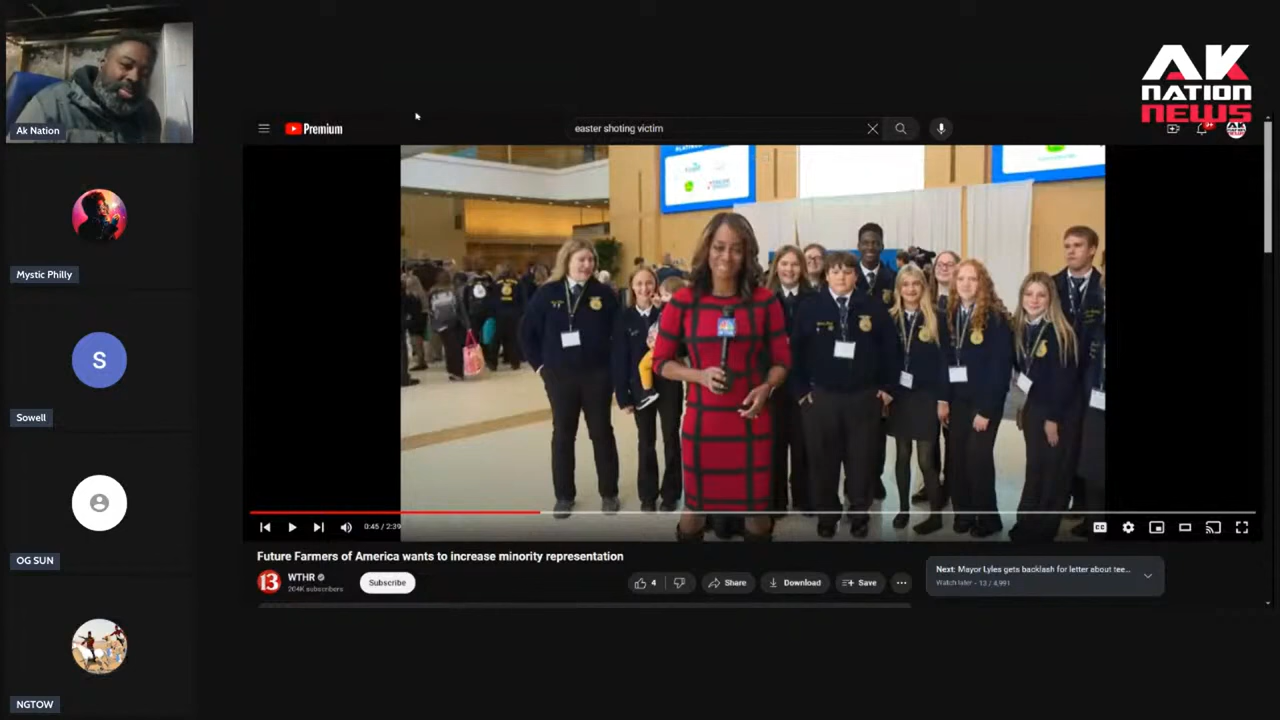 Ak Nation
Mystic Philly
S
Sowell
OG SUN
NGTOW
AK
NATION
NEWS
Premium
easter shoting victim
0:45 / 2:39
Future Farmers of America wants to increase minority representation
13
WTHR
204K subscribers
Subscribe
4
Share
Download
Save
Next: Mayor Lyles gets backlash for letter about tee...
Watch later - 13 / 4,991